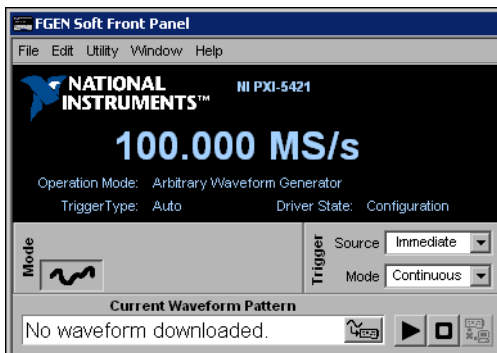 FGEN Soft Front Panel
File Edit Utility Window Help
NATIONAL INSTRUMENTS™
NI PXI-5421
100.000 MS/s
Operation Mode: Arbitrary Waveform Generator
TriggerType: Auto Driver State: Configuration
Mode
Trigger
Source Immediate
Mode Continuous
Current Waveform Pattern
No waveform downloaded.